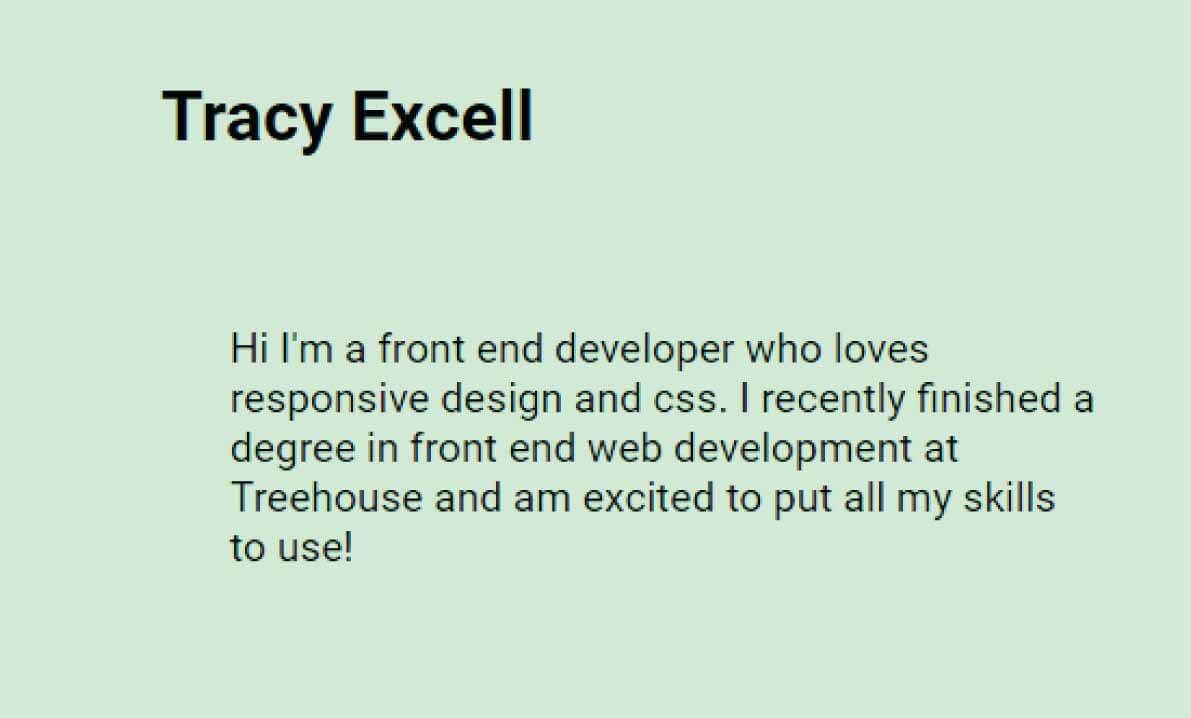 Tracy Excell
Hi I'm a front end developer who loves
responsive design and css. I recently finished a
degree in front end web development at
Treehouse and am excited to put all my skills
to use!